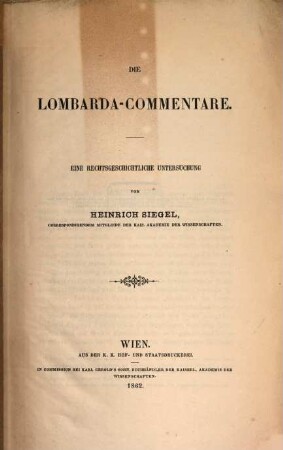 DIE
LOMBARDA-COMMENTARE.
EINE RECHTSGESCHICHTLICHE UNTERSUCHUNG
VON
HEINRICH SIEGEL,
CORRESPONDIRENDEM MITGLIEDE DER KAIS. AKADEMIE DER WISSENSCHAFTEN.
WIEN.
AUS DER K. K. HOF- UND STAATSDRUCKEREI.
IN COMMISSION BEI KARL GEROLD'S SOHN, BUCHHÄNDLER DER KAISERL. AKADEMIE DER
WISSENSCHAFTEN.
1862.